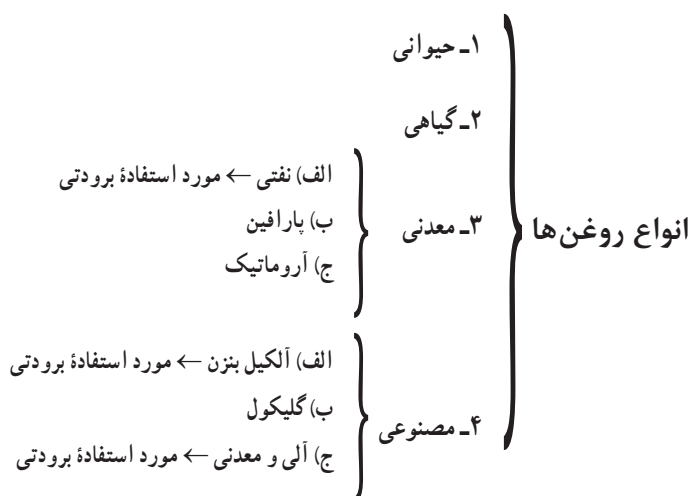 انواع روغن‌ها
۱ـ حیوانی
۲ـ گیاهی
۳ـ معدنی
الف) نفتی ← مورد استفادهٔ برودتی
ب) پارافین
ج) آروماتیک
۴ـ مصنوعی
الف) آلکیل بنزن ← مورد استفادهٔ برودتی
ب) گلیکول
ج) آلی و معدنی ← مورد استفادهٔ برودتی